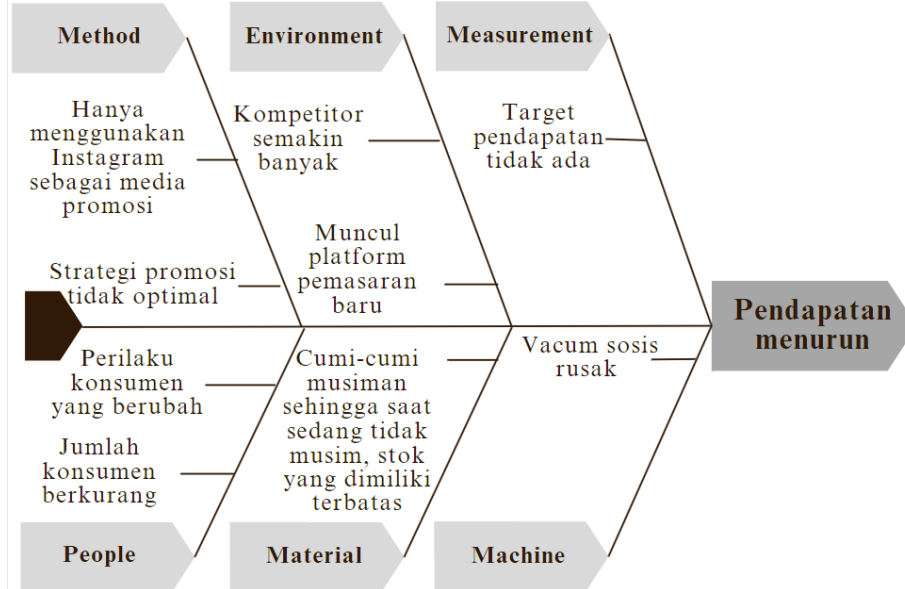 Method
Environment
Measurement
Hanya
menggunakan
Instagram
sebagai media
promosi
Strategi promosi
tidak optimal
Kompetitor
semakin
banyak
Muncul
platform
pemasaran
baru
Target
pendapatan
tidak ada
Pendapatan
menurun
Perilaku
konsumen
yang berubah
Jumlah
konsumen
berkurang
Cumi-cumi
musiman
sehingga saat
sedang tidak
musim, stok
yang dimiliki
terbatas
Vacum sosis
rusak
People
Material
Machine